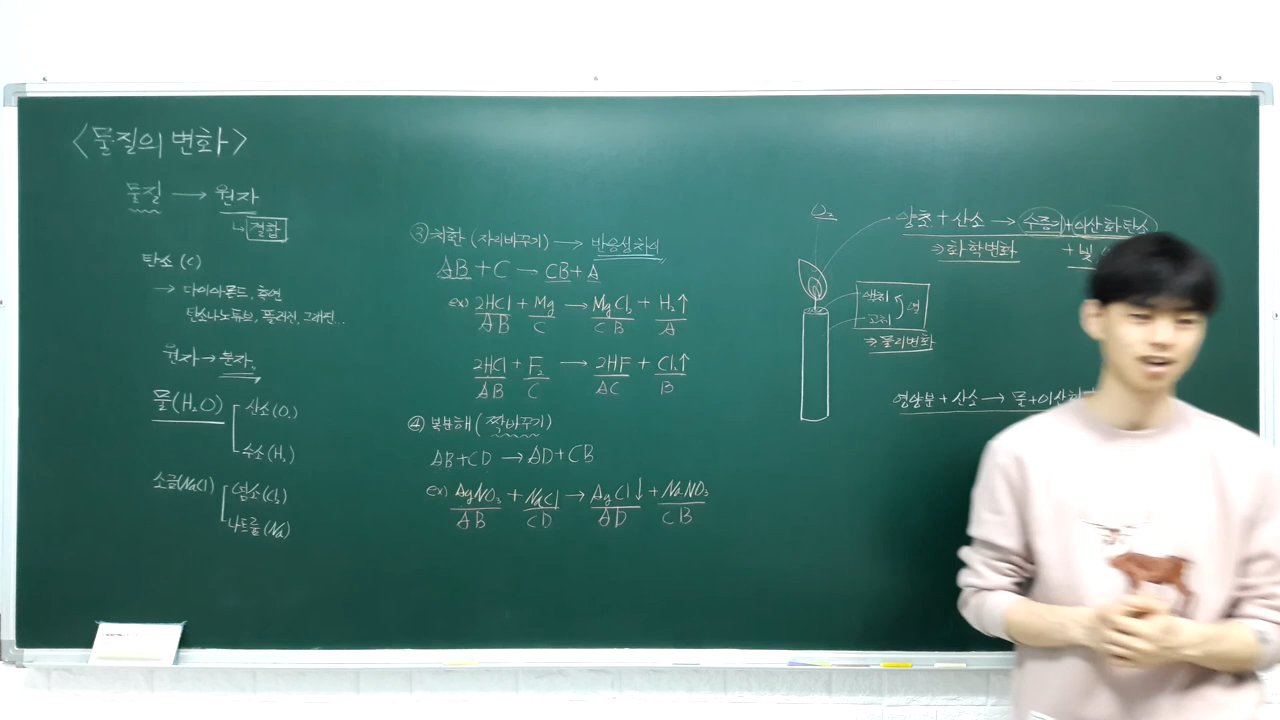 <물질의 변화>
물질 → 원자
↳ 결합
탄소 (C)
→ 다이아몬드, 흑연
탄소나노튜브, 풀러렌, 그래핀...
원자 → 분자
물(H₂O) 산소(O₂)
수소(H₂)
소금(NaCl) 염소(Cl₂)
나트륨(Na)
③ 치환 (자리바꾸기) → 반응성차이
AB + C → CB + A
ex) 2HCl + Mg → MgCl₂ + H₂↑
AB C CB A
2HCl + F₂ → 2HF + Cl₂↑
AB C AC B
④ 복분해 (짝바꾸기)
AB + CD → AD + CB
ex) AgNO₃ + NaCl → AgCl↓ + NaNO₃
AB CD AD CB
O₂
양초 + 산소 → 수증기 + 이산화탄소
⇒ 화학변화 + 빛,
액체
고체 열
⇒ 물리변화
영양분 + 산소 → 물 + 이산화